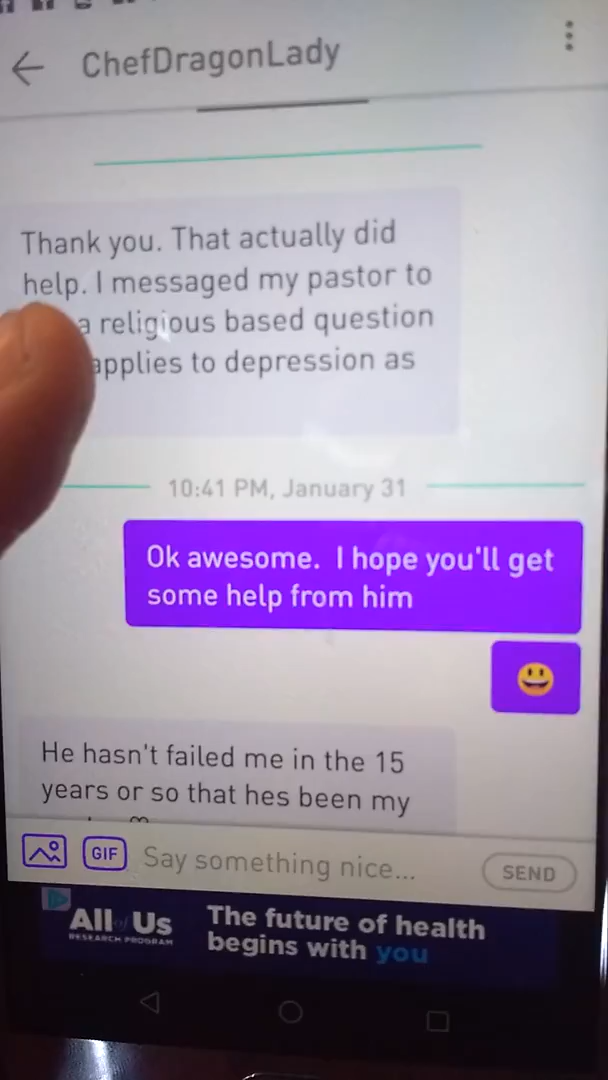 ChefDragonLady
Thank you. That actually did
help. I messaged my pastor to
a religious based question
applies to depression as
10:41 PM, January 31
Ok awesome. I hope you'll get
some help from him
He hasn't failed me in the 15
years or so that hes been my
GIF
Say something nice...
SEND
All of Us
RESEARCH PROGRAM
The future of health
begins with you